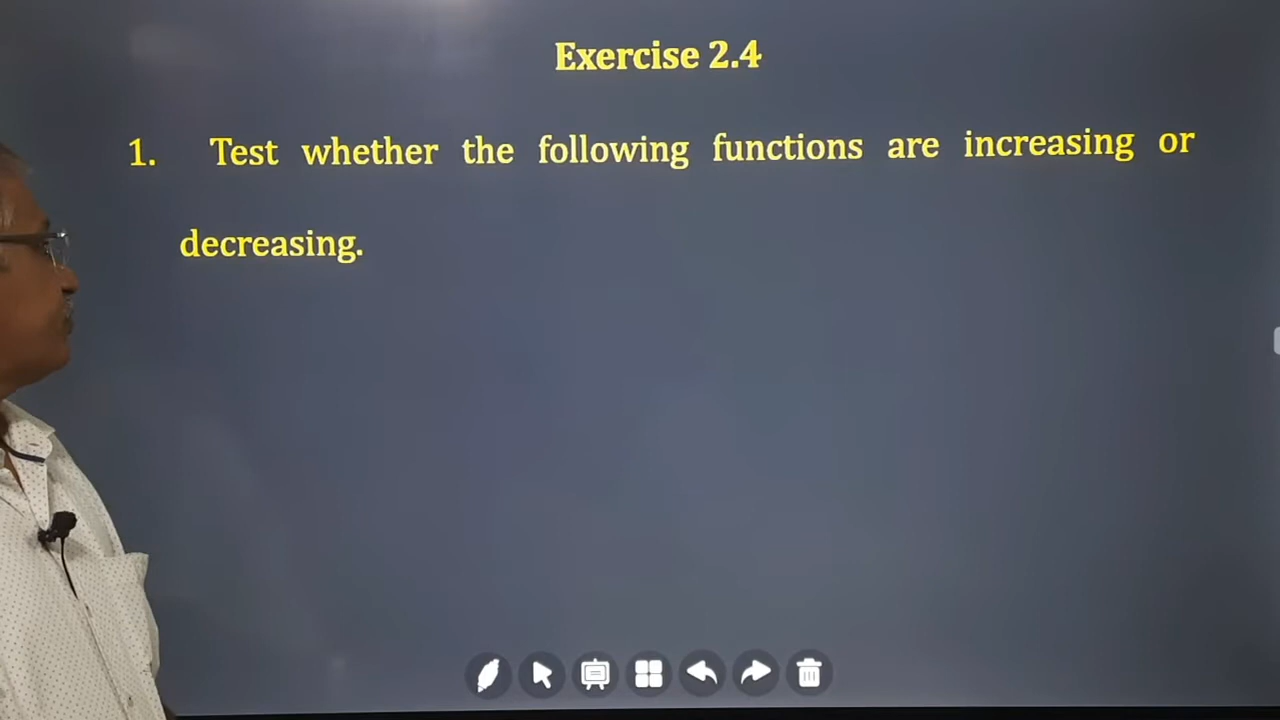 Exercise 2.4
1. Test whether the following functions are increasing or
decreasing.